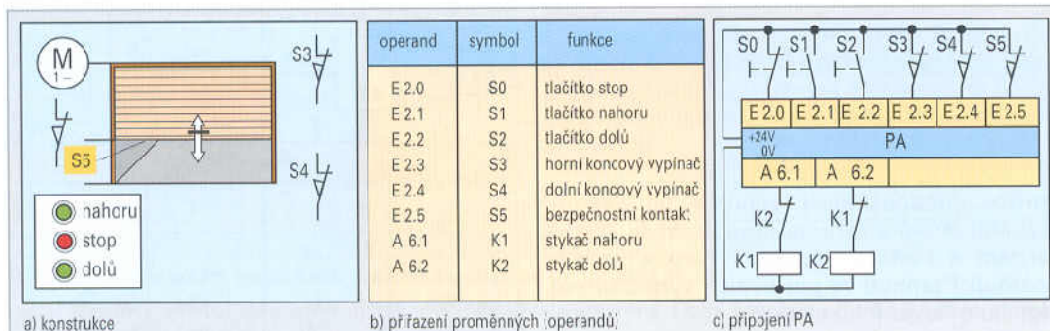 M
1~
S3
S5
S4
nahoru
stop
dolů
a) konstrukce
operand symbol funkce
E 2.0 S0 tlačítko stop
E 2.1 S1 tlačítko nahoru
E 2.2 S2 tlačítko dolů
E 2.3 S3 horní koncový vypínač
E 2.4 S4 dolní koncový vypínač
E 2.5 S5 bezpečnostní kontakt
A 6.1 K1 stykač nahoru
A 6.2 K2 stykač dolů
b) přiřazení proměnných (operandů)
S0 S1 S2 S3 S4 S5
E 2.0 E 2.1 E 2.2 E 2.3 E 2.4 E 2.5
+24V
0V
PA
A 6.1 A 6.2
K2 K1
K1 K2
c) připojení PA